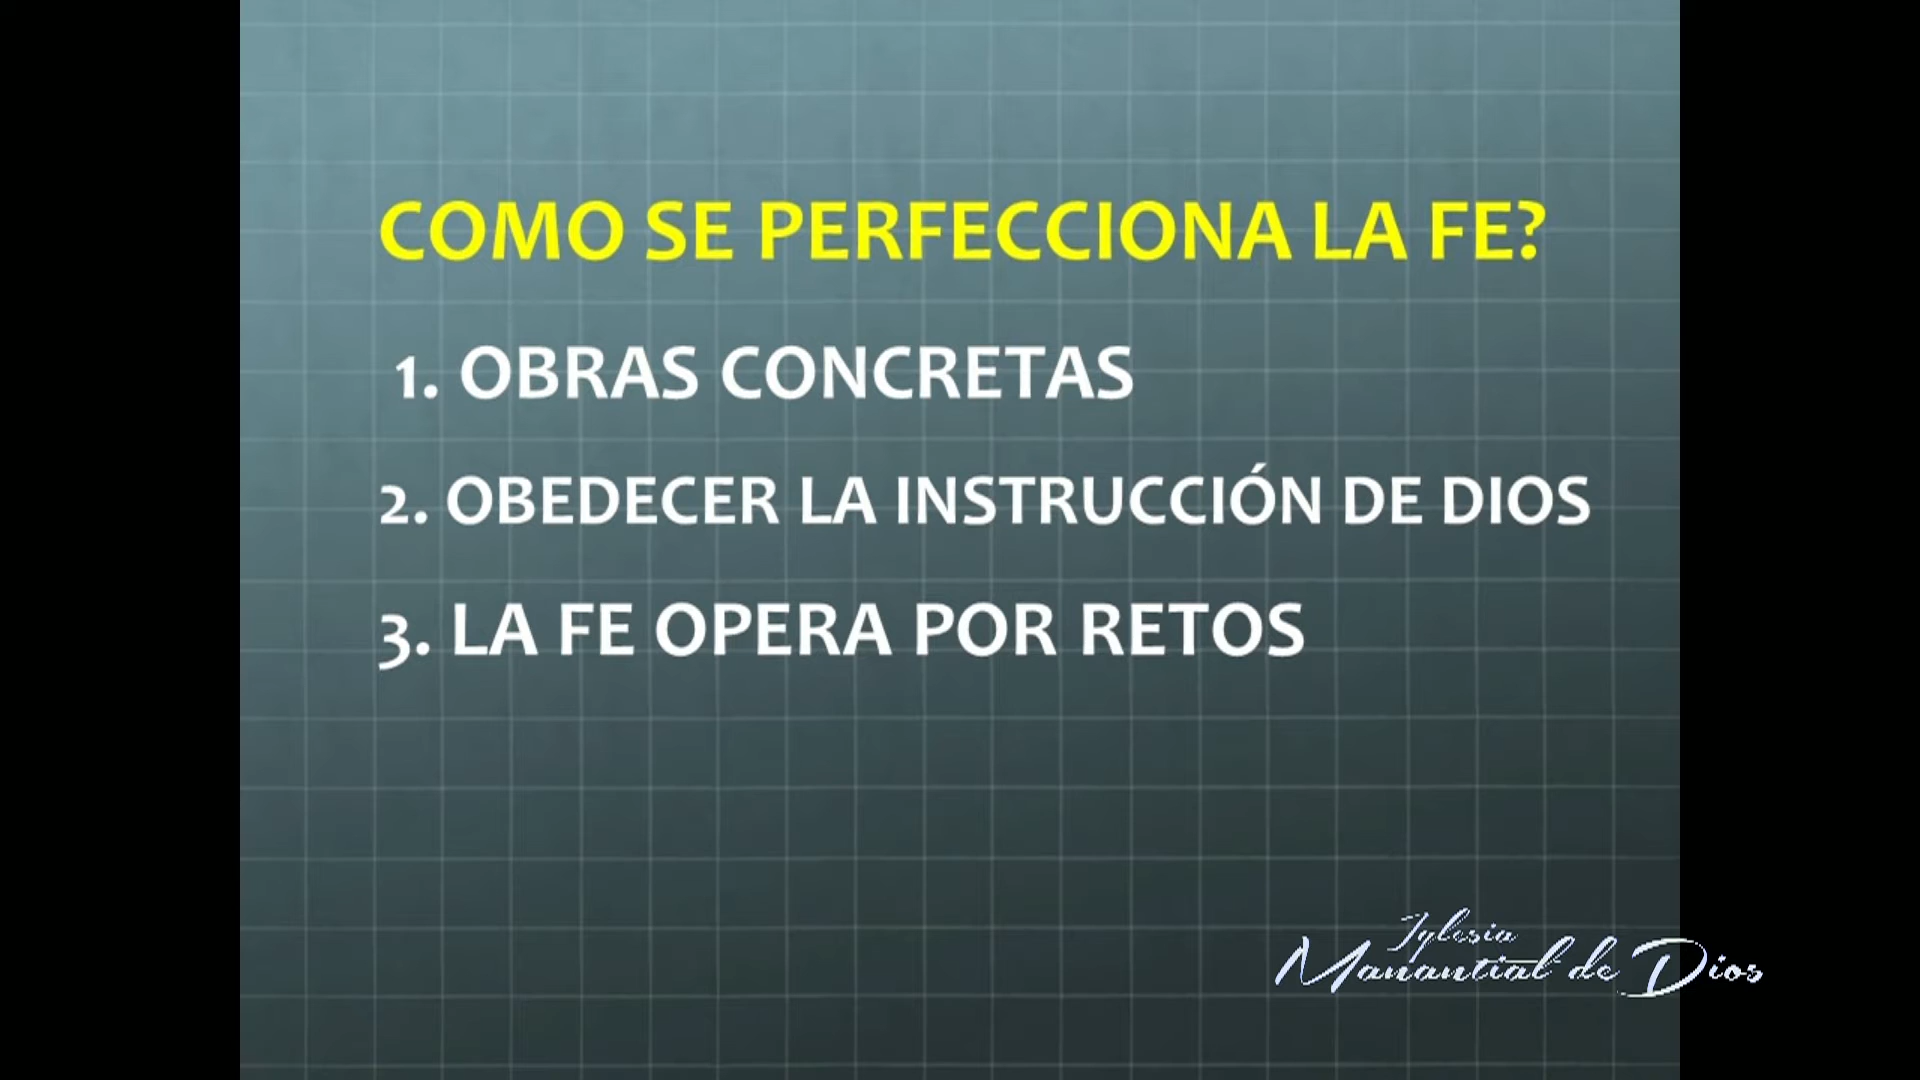 COMO SE PERFECCIONA LA FE?
1. OBRAS CONCRETAS
2. OBEDECER LA INSTRUCCIÓN DE DIOS
3. LA FE OPERA POR RETOS
Iglesia
Manantial de Dios